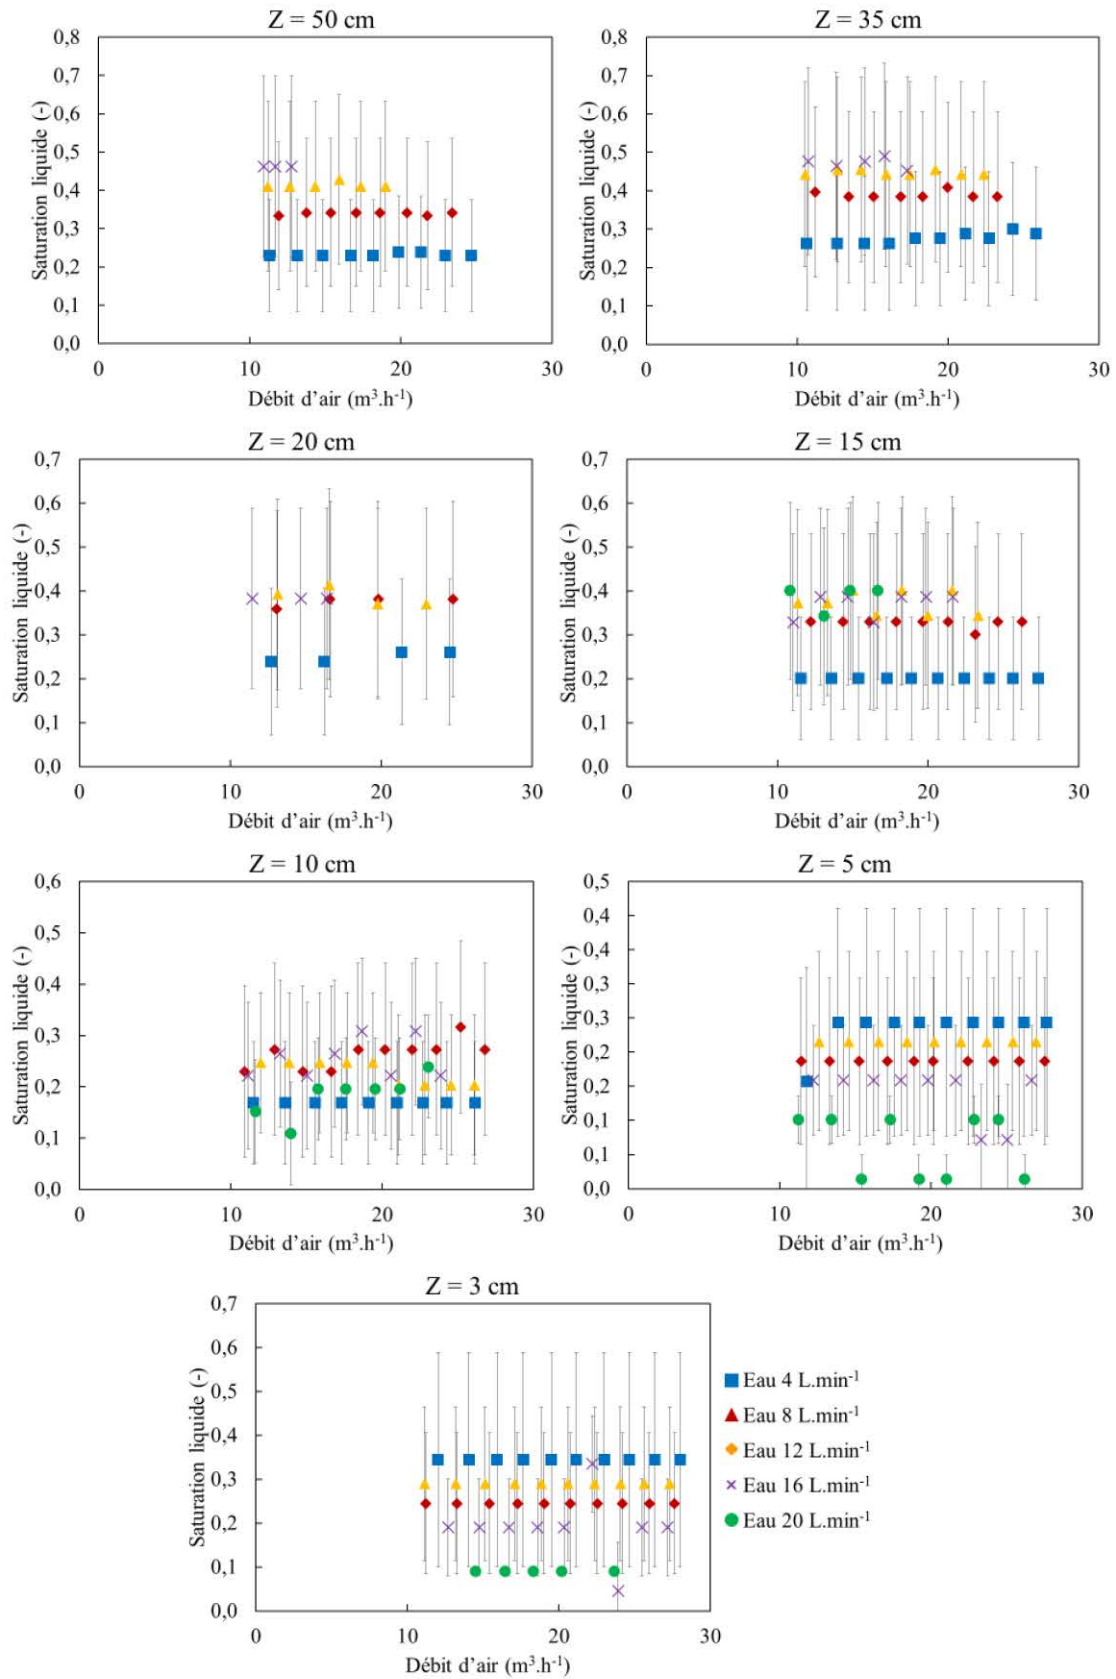 Z = 50 cm
0,8
0,7
0,6
0,5
0,4
0,3
0,2
0,1
0,0
Saturation liquide (-)
0 10 20 30
Débit d'air (m³.h⁻¹)
Z = 35 cm
0,8
0,7
0,6
0,5
0,4
0,3
0,2
0,1
0,0
Saturation liquide (-)
0 10 20 30
Débit d'air (m³.h⁻¹)
Z = 20 cm
0,7
0,6
0,5
0,4
0,3
0,2
0,1
0,0
Saturation liquide (-)
0 10 20 30
Débit d'air (m³.h⁻¹)
Z = 15 cm
0,7
0,6
0,5
0,4
0,3
0,2
0,1
0,0
Saturation liquide (-)
0 10 20 30
Débit d'air (m³.h⁻¹)
Z = 10 cm
0,6
0,5
0,4
0,3
0,2
0,1
0,0
Saturation liquide (-)
0 10 20 30
Débit d'air (m³.h⁻¹)
Z = 5 cm
0,5
0,4
0,4
0,3
0,3
0,2
0,2
0,1
0,1
0,0
Saturation liquide (-)
0 10 20 30
Débit d'air (m³.h⁻¹)
Z = 3 cm
0,7
0,6
0,5
0,4
0,3
0,2
0,1
0,0
Saturation liquide (-)
0 10 20 30
Débit d'air (m³.h⁻¹)
Eau 4 L.min⁻¹
Eau 8 L.min⁻¹
Eau 12 L.min⁻¹
Eau 16 L.min⁻¹
Eau 20 L.min⁻¹